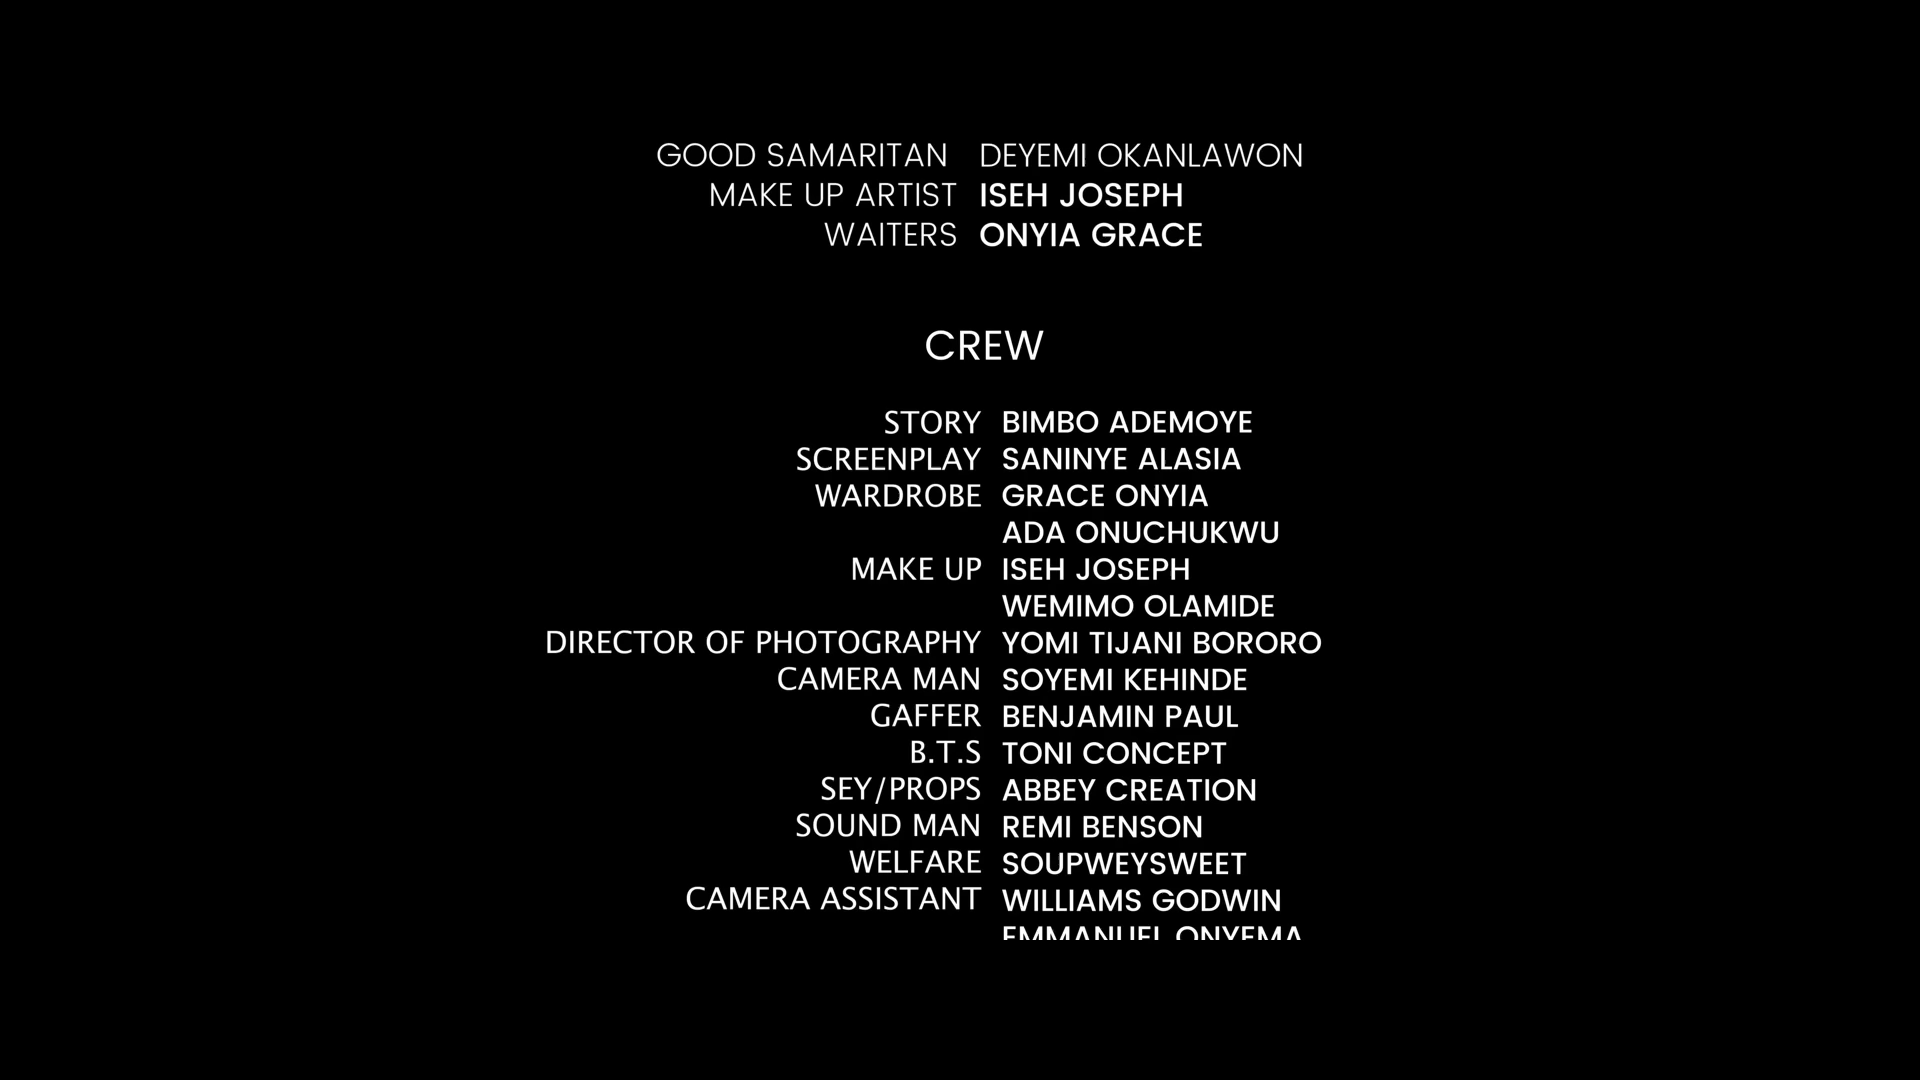 GOOD SAMARITAN DEYEMI OKANLAWON
MAKE UP ARTIST ISEH JOSEPH
WAITERS ONYIA GRACE
CREW
STORY BIMBO ADEMOYE
SCREENPLAY SANINYE ALASIA
WARDROBE GRACE ONYIA
ADA ONUCHUKWU
MAKE UP ISEH JOSEPH
WEMIMO OLAMIDE
DIRECTOR OF PHOTOGRAPHY YOMI TIJANI BORORO
CAMERA MAN SOYEMI KEHINDE
GAFFER BENJAMIN PAUL
B.T.S TONI CONCEPT
SEY/PROPS ABBEY CREATION
SOUND MAN REMI BENSON
WELFARE SOUPWEYSWEET
CAMERA ASSISTANT WILLIAMS GODWIN
EMMANUEL ONYEMA